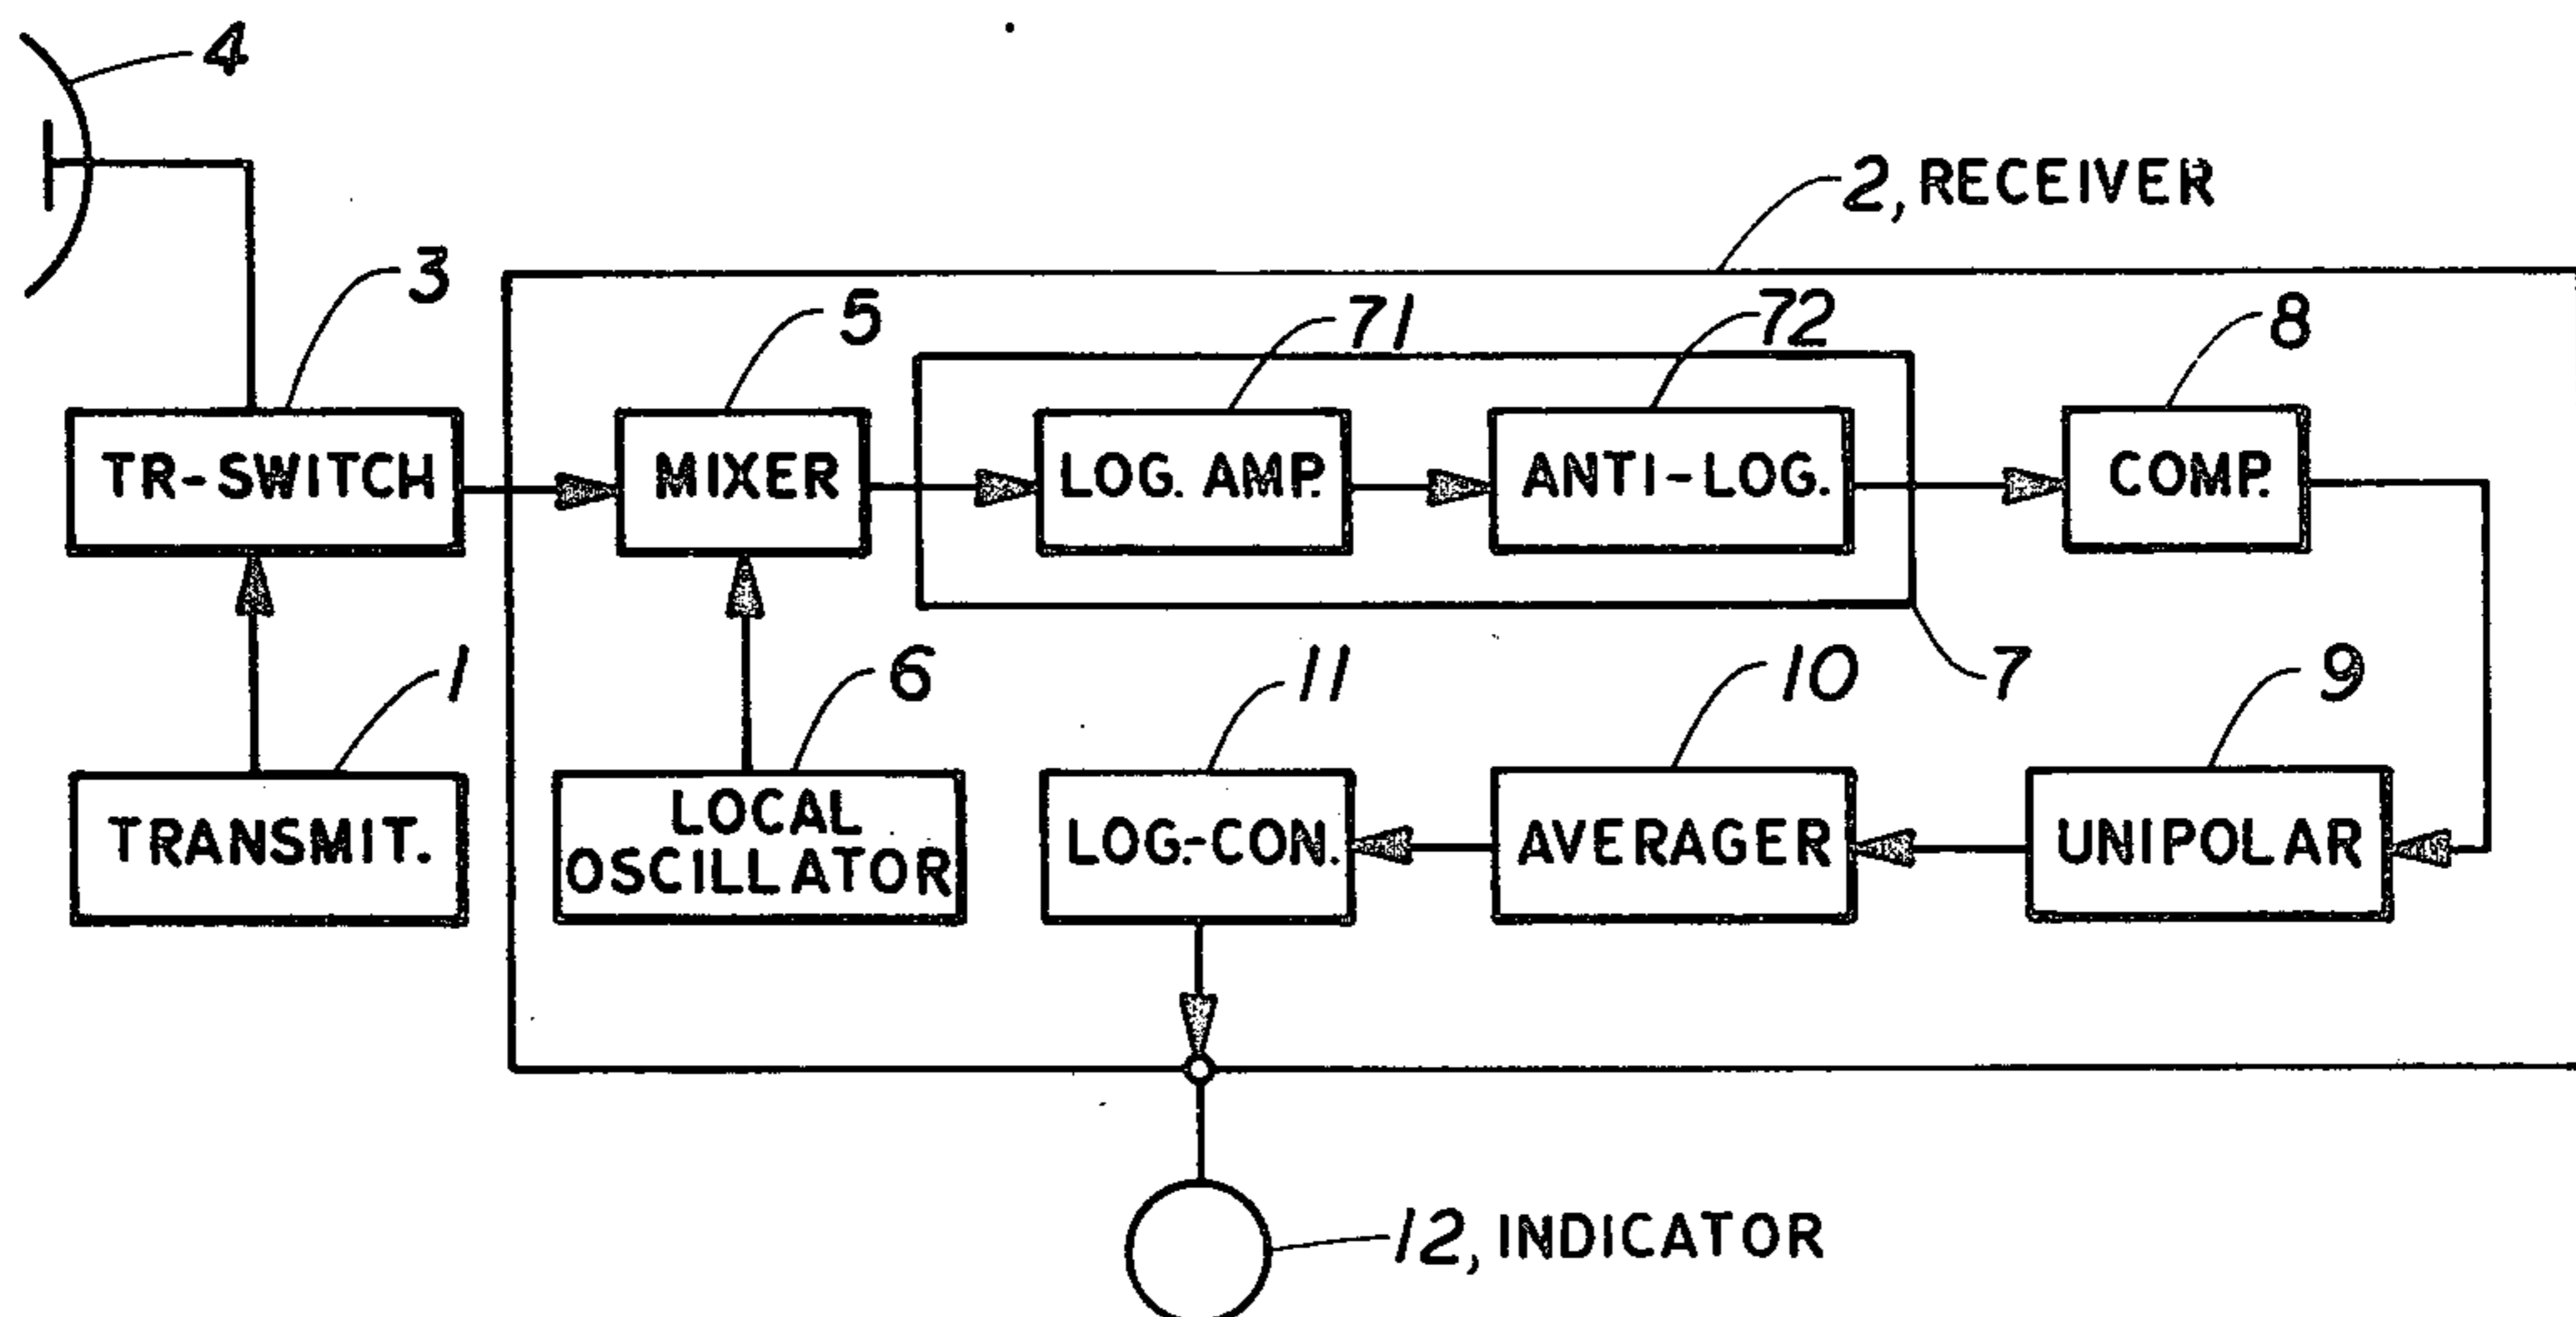 4
2, RECEIVER
3
5
71
72
8
TR-SWITCH
MIXER
LOG. AMP.
ANTI-LOG.
COMP.
1
6
11
10
7
9
TRANSMIT.
LOCAL
OSCILLATOR
LOG.-CON.
AVERAGER
UNIPOLAR
12, INDICATOR